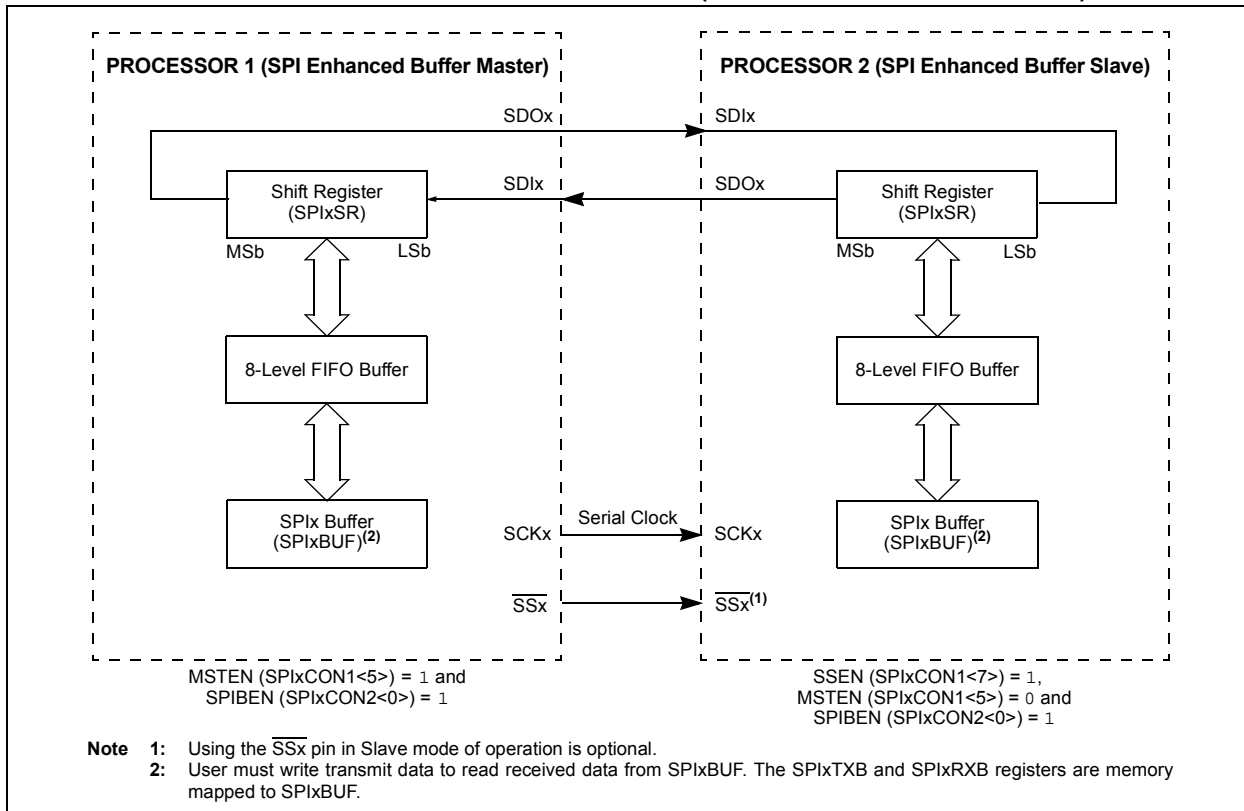 PROCESSOR 1 (SPI Enhanced Buffer Master)
PROCESSOR 2 (SPI Enhanced Buffer Slave)
SDOx
SDIx
Shift Register
(SPIxSR)
SDIx
SDOx
Shift Register
(SPIxSR)
MSb
LSb
MSb
LSb
8-Level FIFO Buffer
8-Level FIFO Buffer
SPIx Buffer
(SPIxBUF)(2)
SCKx
Serial Clock
SCKx
SPIx Buffer
(SPIxBUF)(2)
SSx
SSx(1)
MSTEN (SPIxCON1<5>) = 1 and
SPIBEN (SPIxCON2<0>) = 1
SSEN (SPIxCON1<7>) = 1,
MSTEN (SPIxCON1<5>) = 0 and
SPIBEN (SPIxCON2<0>) = 1
Note 1: Using the SSx pin in Slave mode of operation is optional.
2: User must write transmit data to read received data from SPIxBUF. The SPIxTXB and SPIxRXB registers are memory
mapped to SPIxBUF.